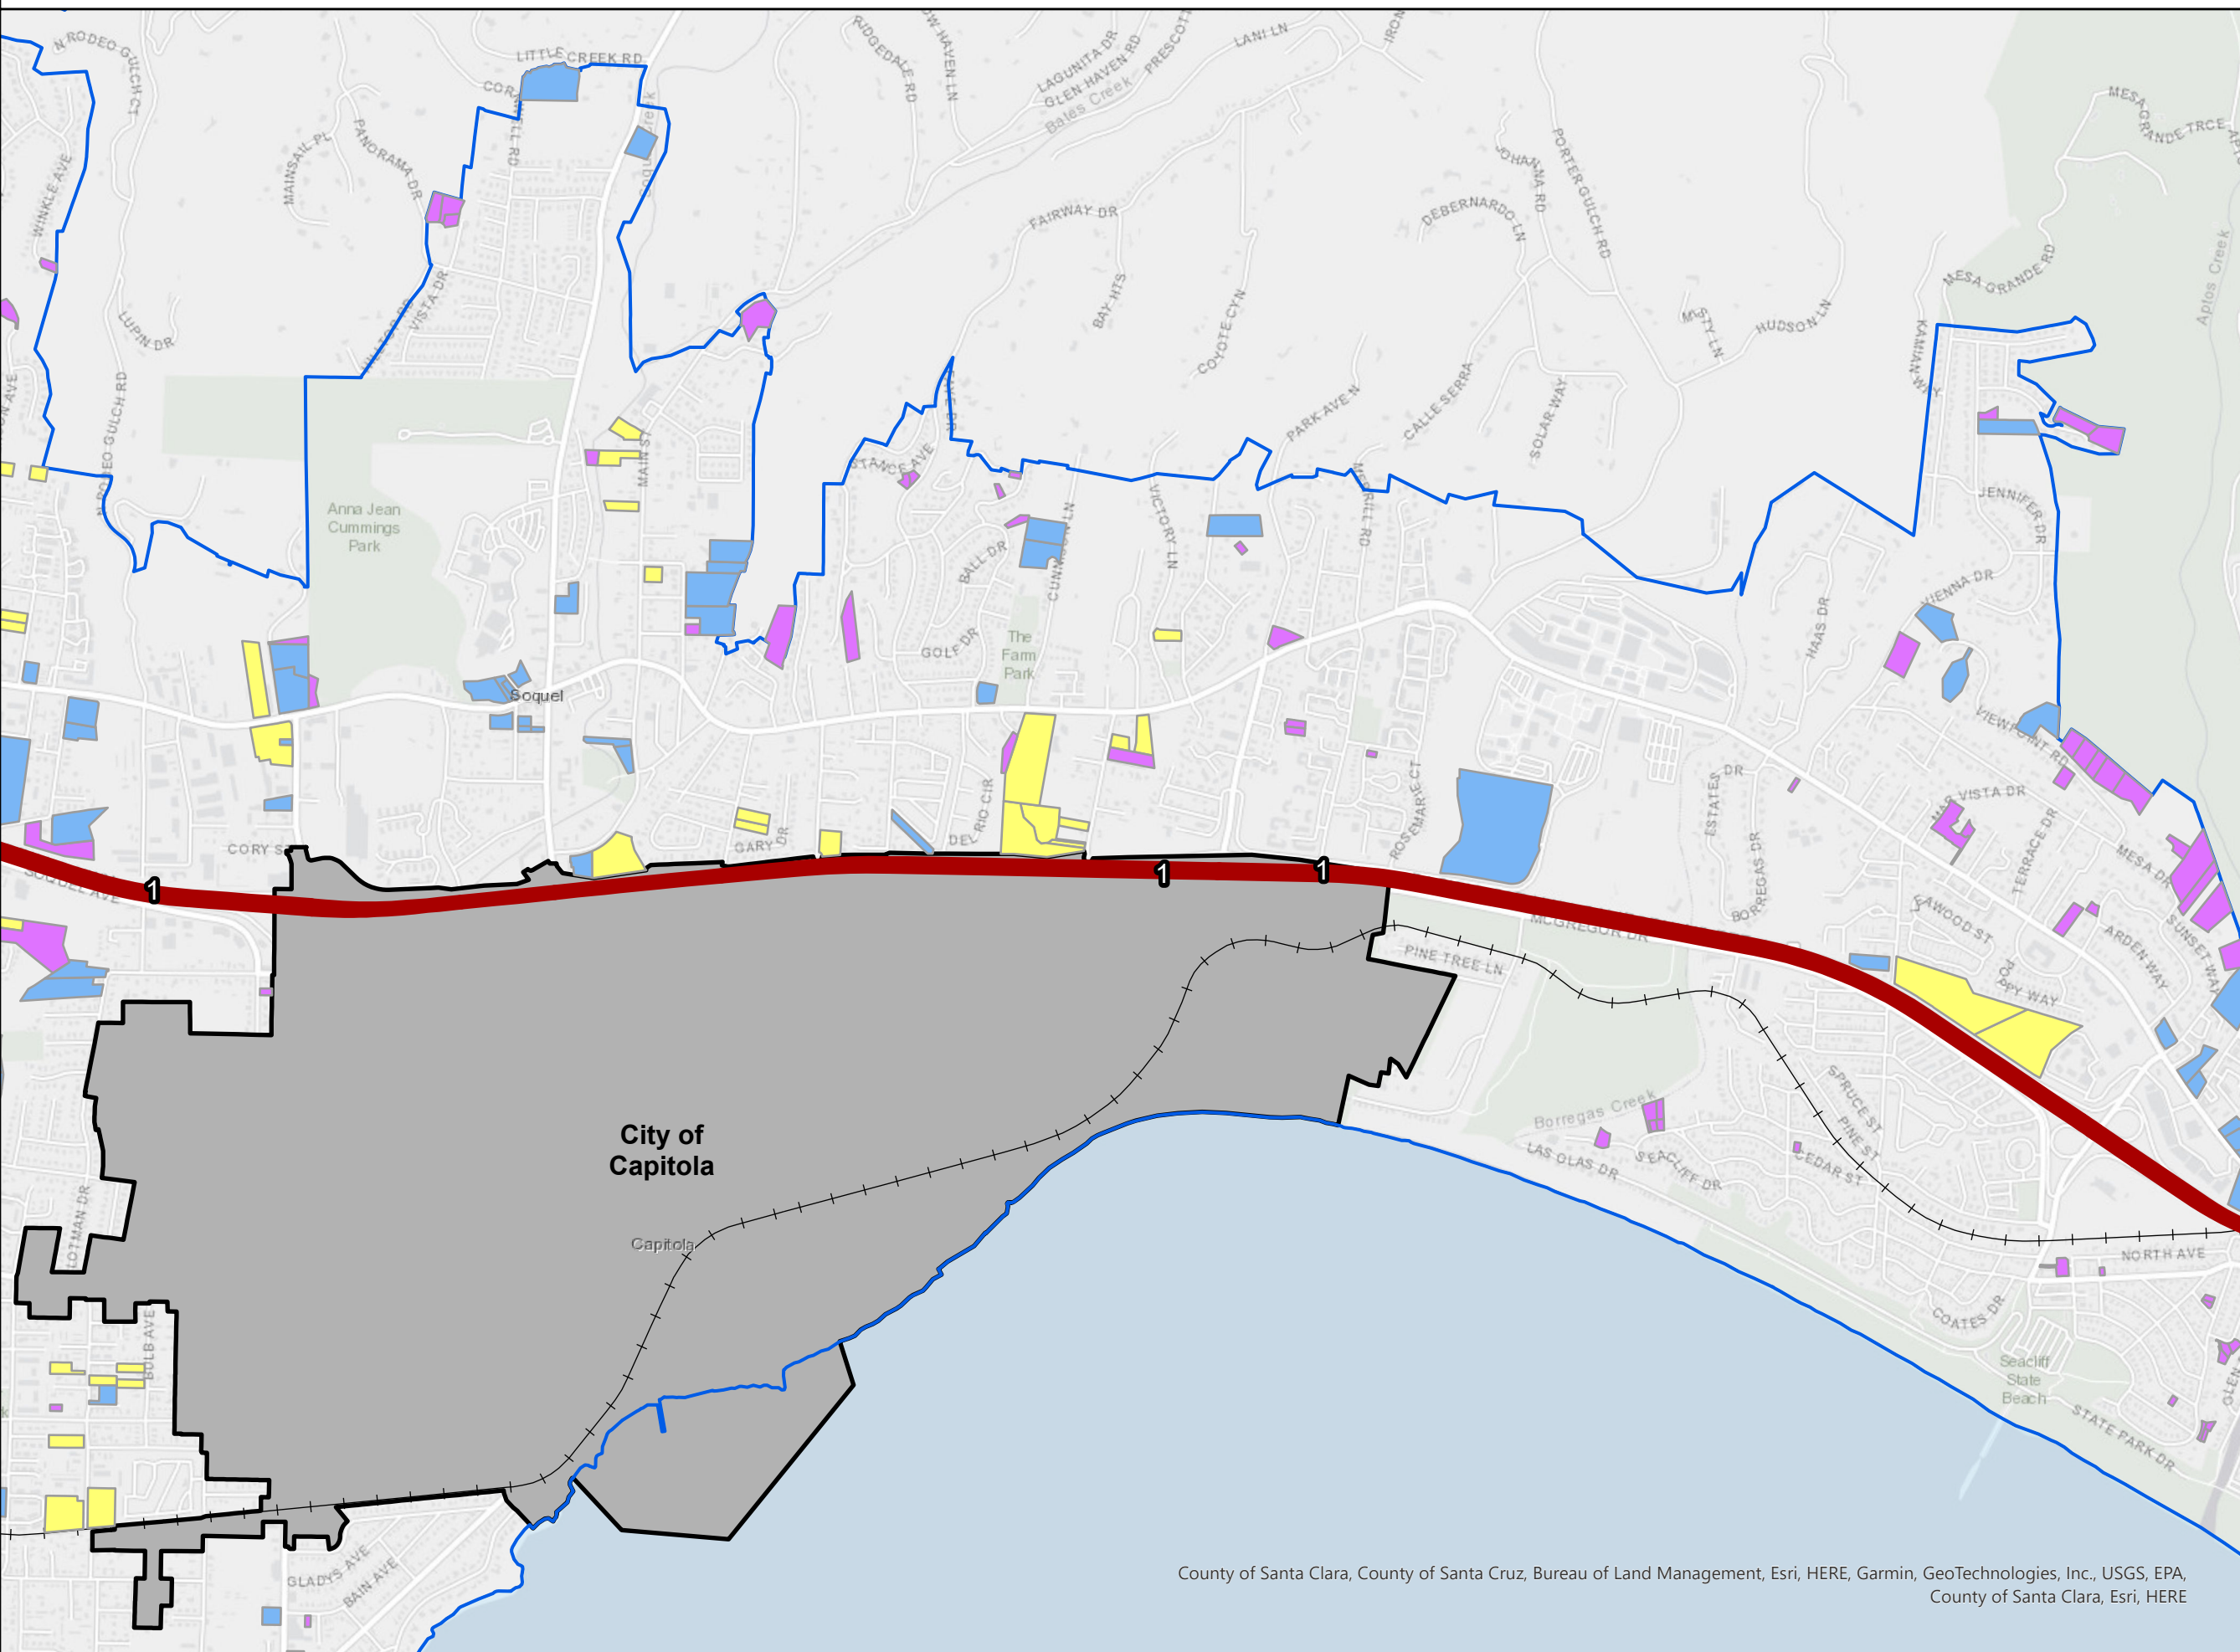 N RODEO GULCH CT
LITTLE CREEK RD
RIDGEDALE RD
LAGUNITA DR
GLEN HAVEN RD
PRESCOTT
Bates Creek
LANI LN
IRON
MESA
GRANDE TRCE
MAINSAIL PL
PANORAMA DR
WINKLE AVE
FAIRWAY DR
DEBERNARDO LN
JOHANA RD
PORTER GULCH RD
MESA GRANDE RD
Aptos Creek
LUPIN DR
HILLTOP RD
VISTA DR
BAY HTS
COYOTE CYN
HUDSON LN
KAMIAN WAY
N RODEO GULCH RD
PARK AVE N
CALLE SERRA
SOLAR WAY
MAIN ST
MERRILL RD
VICTORY LN
JENNIFER DR
Anna Jean
Cummings
Park
BALL DR
VIENNA DR
HAAS DR
GOLF DR
The
Farm
Park
Soquel
VIEWPOINT RD
DEL RIO CIR
ROSEMARIE CT
ESTATES DR
MAR VISTA DR
CORY ST
GARY DR
TERRACE DR
MESA DR
SOQUEL AVE
1
1
1
BORREGAS DR
CAWOOD ST
SUNSET WAY
ARDEN WAY
MCGREGOR DR
PINE TREE LN
POPPY WAY
City of
Capitola
Borregas Creek
SPRUCE ST
PINE ST
LAS OLAS DR
SEACLIFF DR
CEDAR ST
Capitola
NORTH AVE
COATES DR
BULB AVE
Seacliff
State
Beach
STATE PARK DR
GLADYS AVE
BAIN AVE
County of Santa Clara, County of Santa Cruz, Bureau of Land Management, Esri, HERE, Garmin, GeoTechnologies, Inc., USGS, EPA,
County of Santa Clara, Esri, HERE